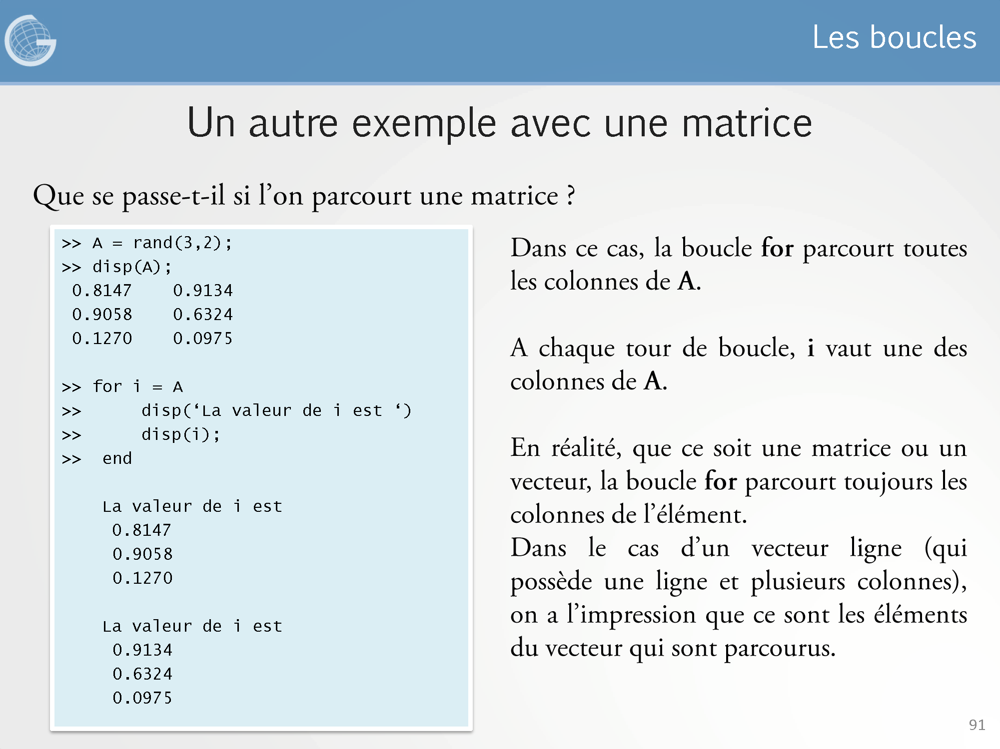 Les boucles
Un autre exemple avec une matrice
Que se passe-t-il si l’on parcourt une matrice ?
>> A = rand(3,2);
>> disp(A);
0.8147 0.9134
0.9058 0.6324
0.1270 0.0975
>> for i = A
>> disp(‘La valeur de i est ‘)
>> disp(i);
>> end
La valeur de i est
0.8147
0.9058
0.1270
La valeur de i est
0.9134
0.6324
0.0975
Dans ce cas, la boucle for parcourt toutes
les colonnes de A.
A chaque tour de boucle, i vaut une des
colonnes de A.
En réalité, que ce soit une matrice ou un
vecteur, la boucle for parcourt toujours les
colonnes de l’élément.
Dans le cas d’un vecteur ligne (qui
possède une ligne et plusieurs colonnes),
on a l’impression que ce sont les éléments
du vecteur qui sont parcourus.
91